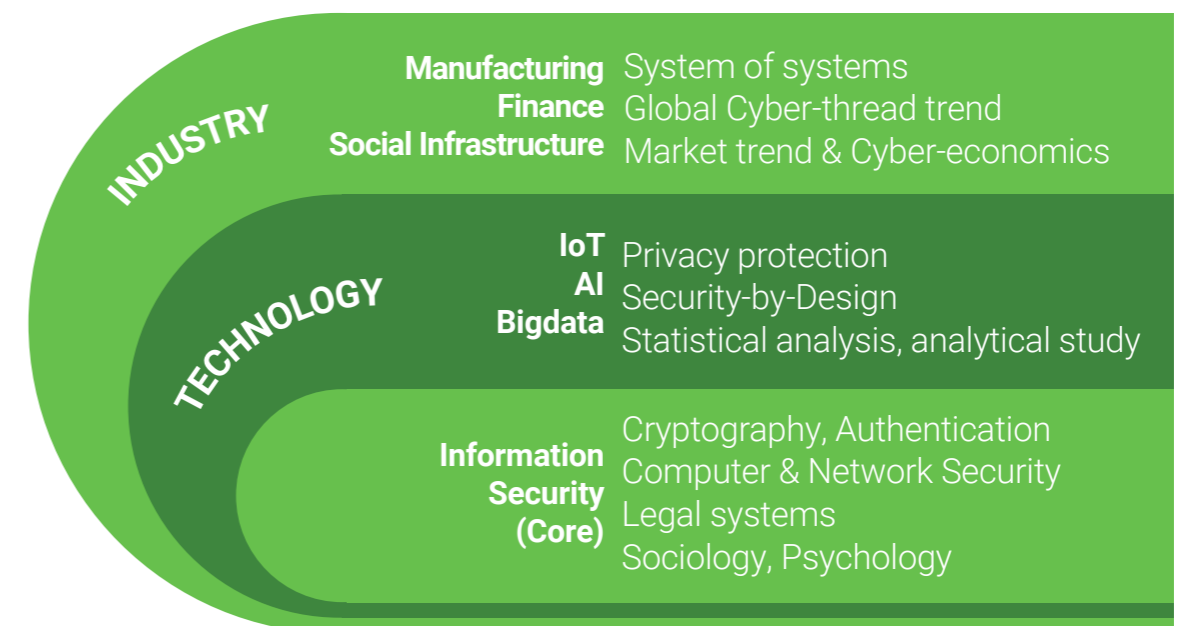 INDUSTRY
Manufacturing
Finance
Social Infrastructure
System of systems
Global Cyber-thread trend
Market trend & Cyber-economics
TECHNOLOGY
IoT
AI
Bigdata
Privacy protection
Security-by-Design
Statistical analysis, analytical study
Information
Security
(Core)
Cryptography, Authentication
Computer & Network Security
Legal systems
Sociology, Psychology